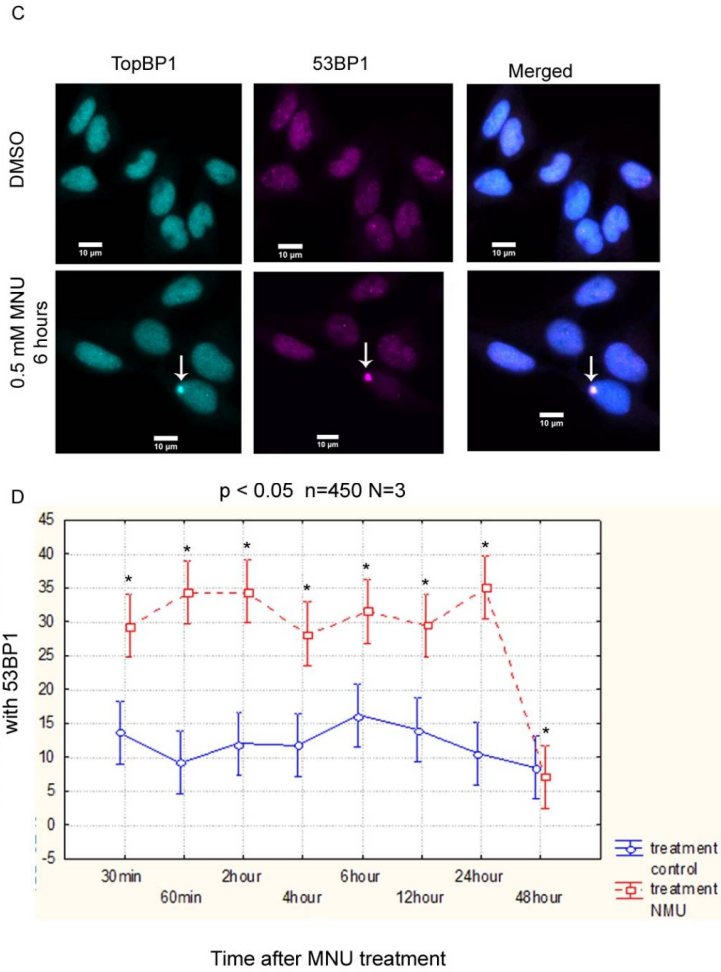 C
TopBP1 53BP1 Merged
DMSO
10 µm 10 µm 10 µm
0.5 mM MNU
6 hours
10 µm 10 µm 10 µm
D
p < 0.05 n=450 N=3
with 53BP1
45
40
35
30
25
20
15
10
5
0
-5
* * * * * * * *
30min 60min 2hour 4hour 6hour 12hour 24hour 48hour
treatment
control
treatment
NMU
Time after MNU treatment